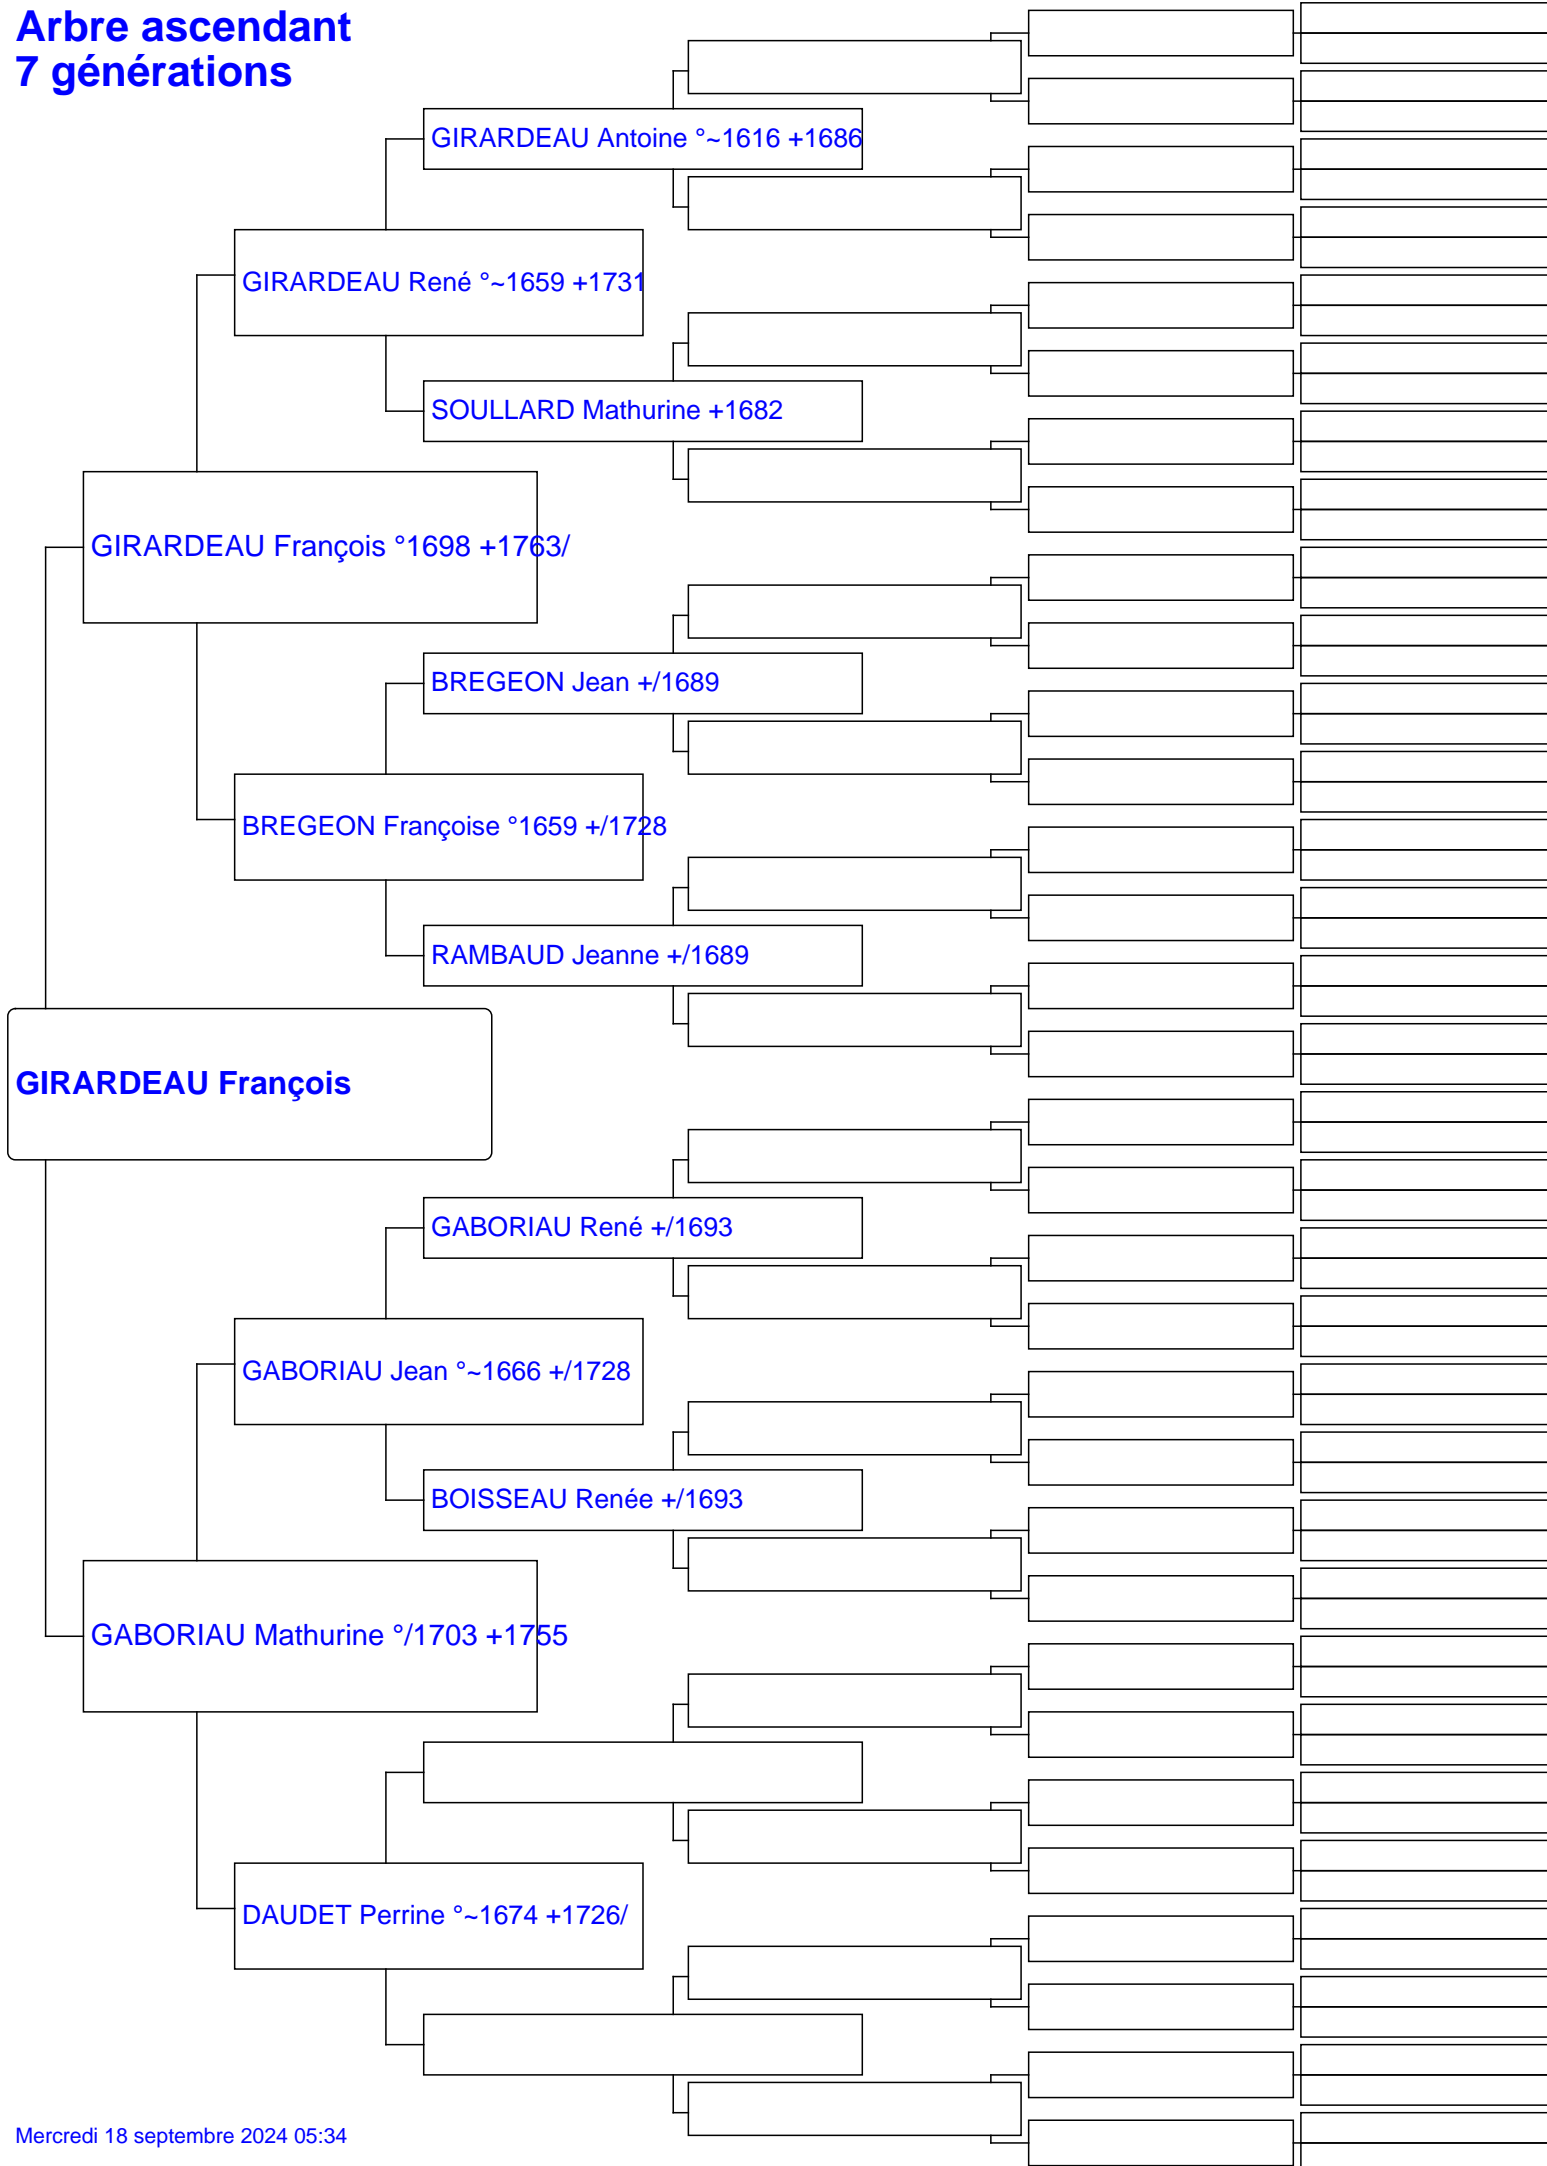 Arbre ascendant
7 générations
GIRARDEAU Antoine °~1616 +1686
GIRARDEAU René °~1659 +1731
SOULLARD Mathurine +1682
GIRARDEAU François °1698 +1763/
BREGEON Jean +/1689
BREGEON Françoise °1659 +/1728
RAMBAUD Jeanne +/1689
GIRARDEAU François
GABORIAU René +/1693
GABORIAU Jean °~1666 +/1728
BOISSEAU Renée +/1693
GABORIAU Mathurine °/1703 +1755
DAUDET Perrine °~1674 +1726/
Mercredi 18 septembre 2024 05:34